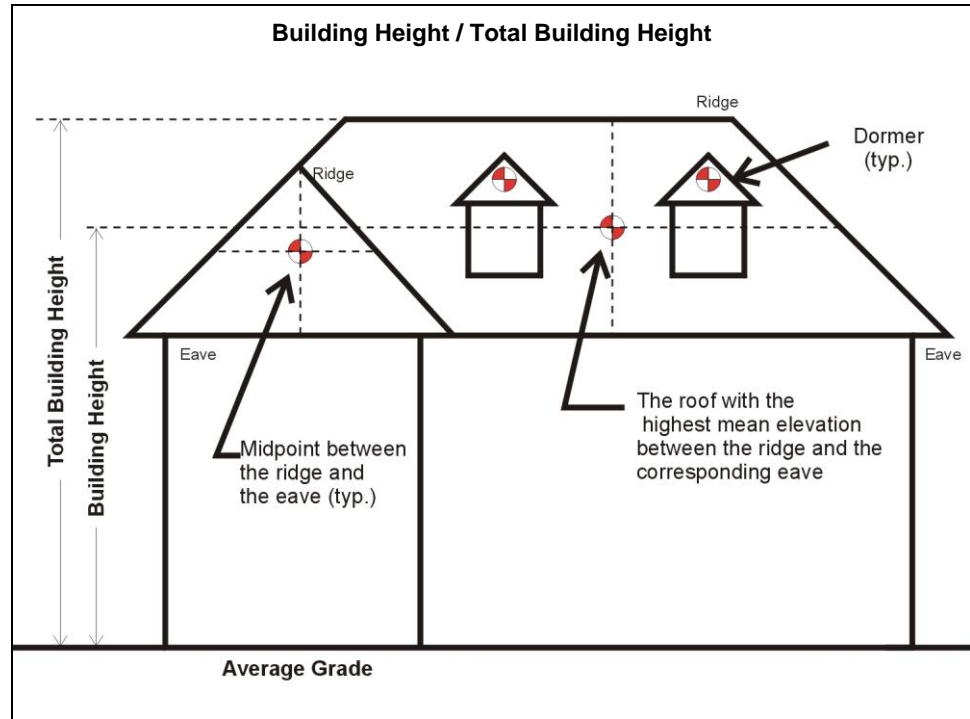 Building Height / Total Building Height
Ridge
Dormer
(typ.)
Ridge
Total Building Height
Building Height
Eave
Eave
The roof with the
highest mean elevation
between the ridge and the
corresponding eave
Midpoint between
the ridge and
the eave (typ.)
Average Grade